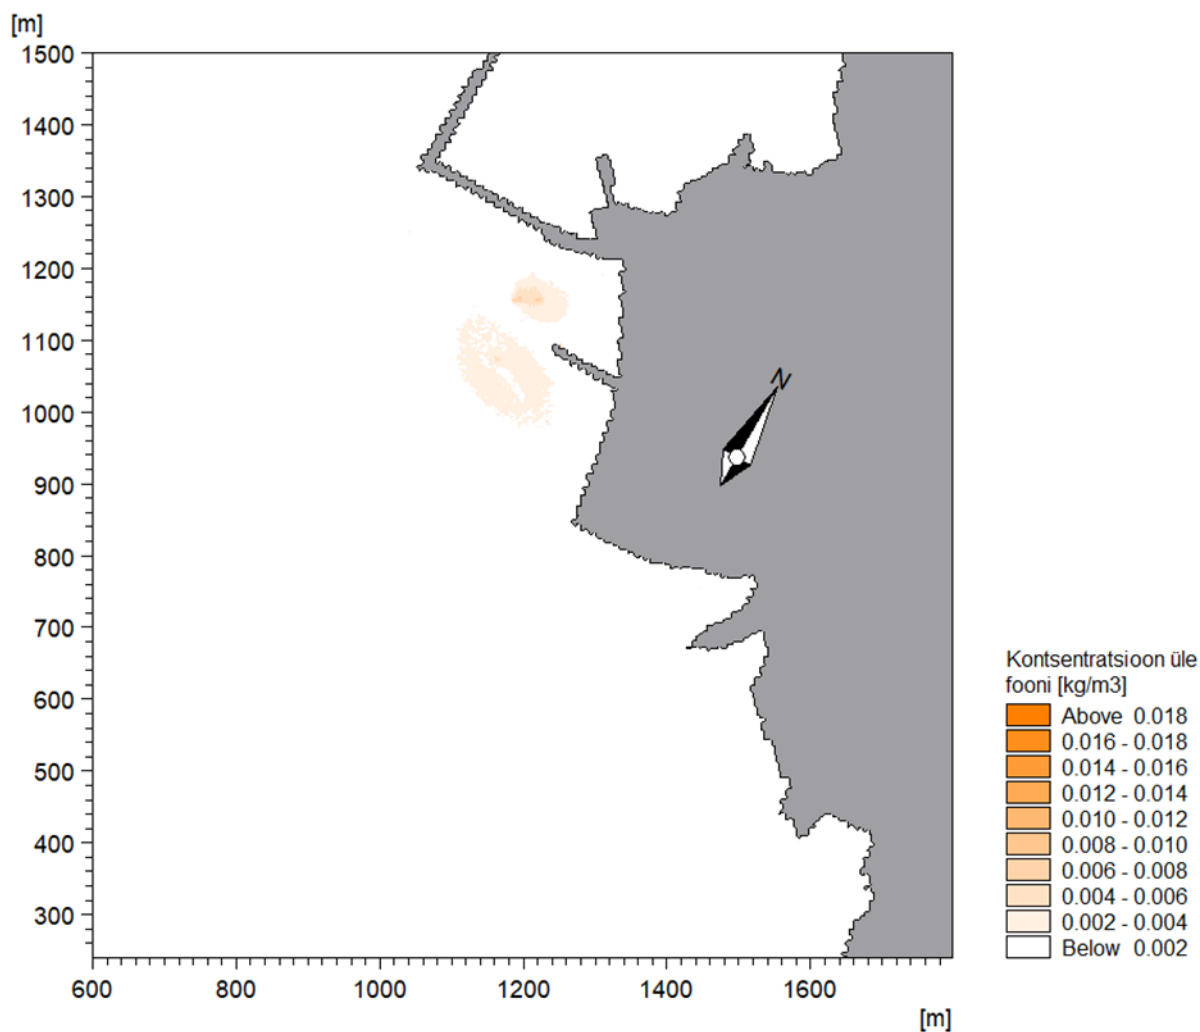 [m]
1500
1400
1300
1200
1100
1000
900
800
700
600
500
400
300
600 800 1000 1200 1400 1600
[m]
N
Kontsentratsioon üle
fooni [kg/m3]
Above 0.018
0.016 - 0.018
0.014 - 0.016
0.012 - 0.014
0.010 - 0.012
0.008 - 0.010
0.006 - 0.008
0.004 - 0.006
0.002 - 0.004
Below 0.002